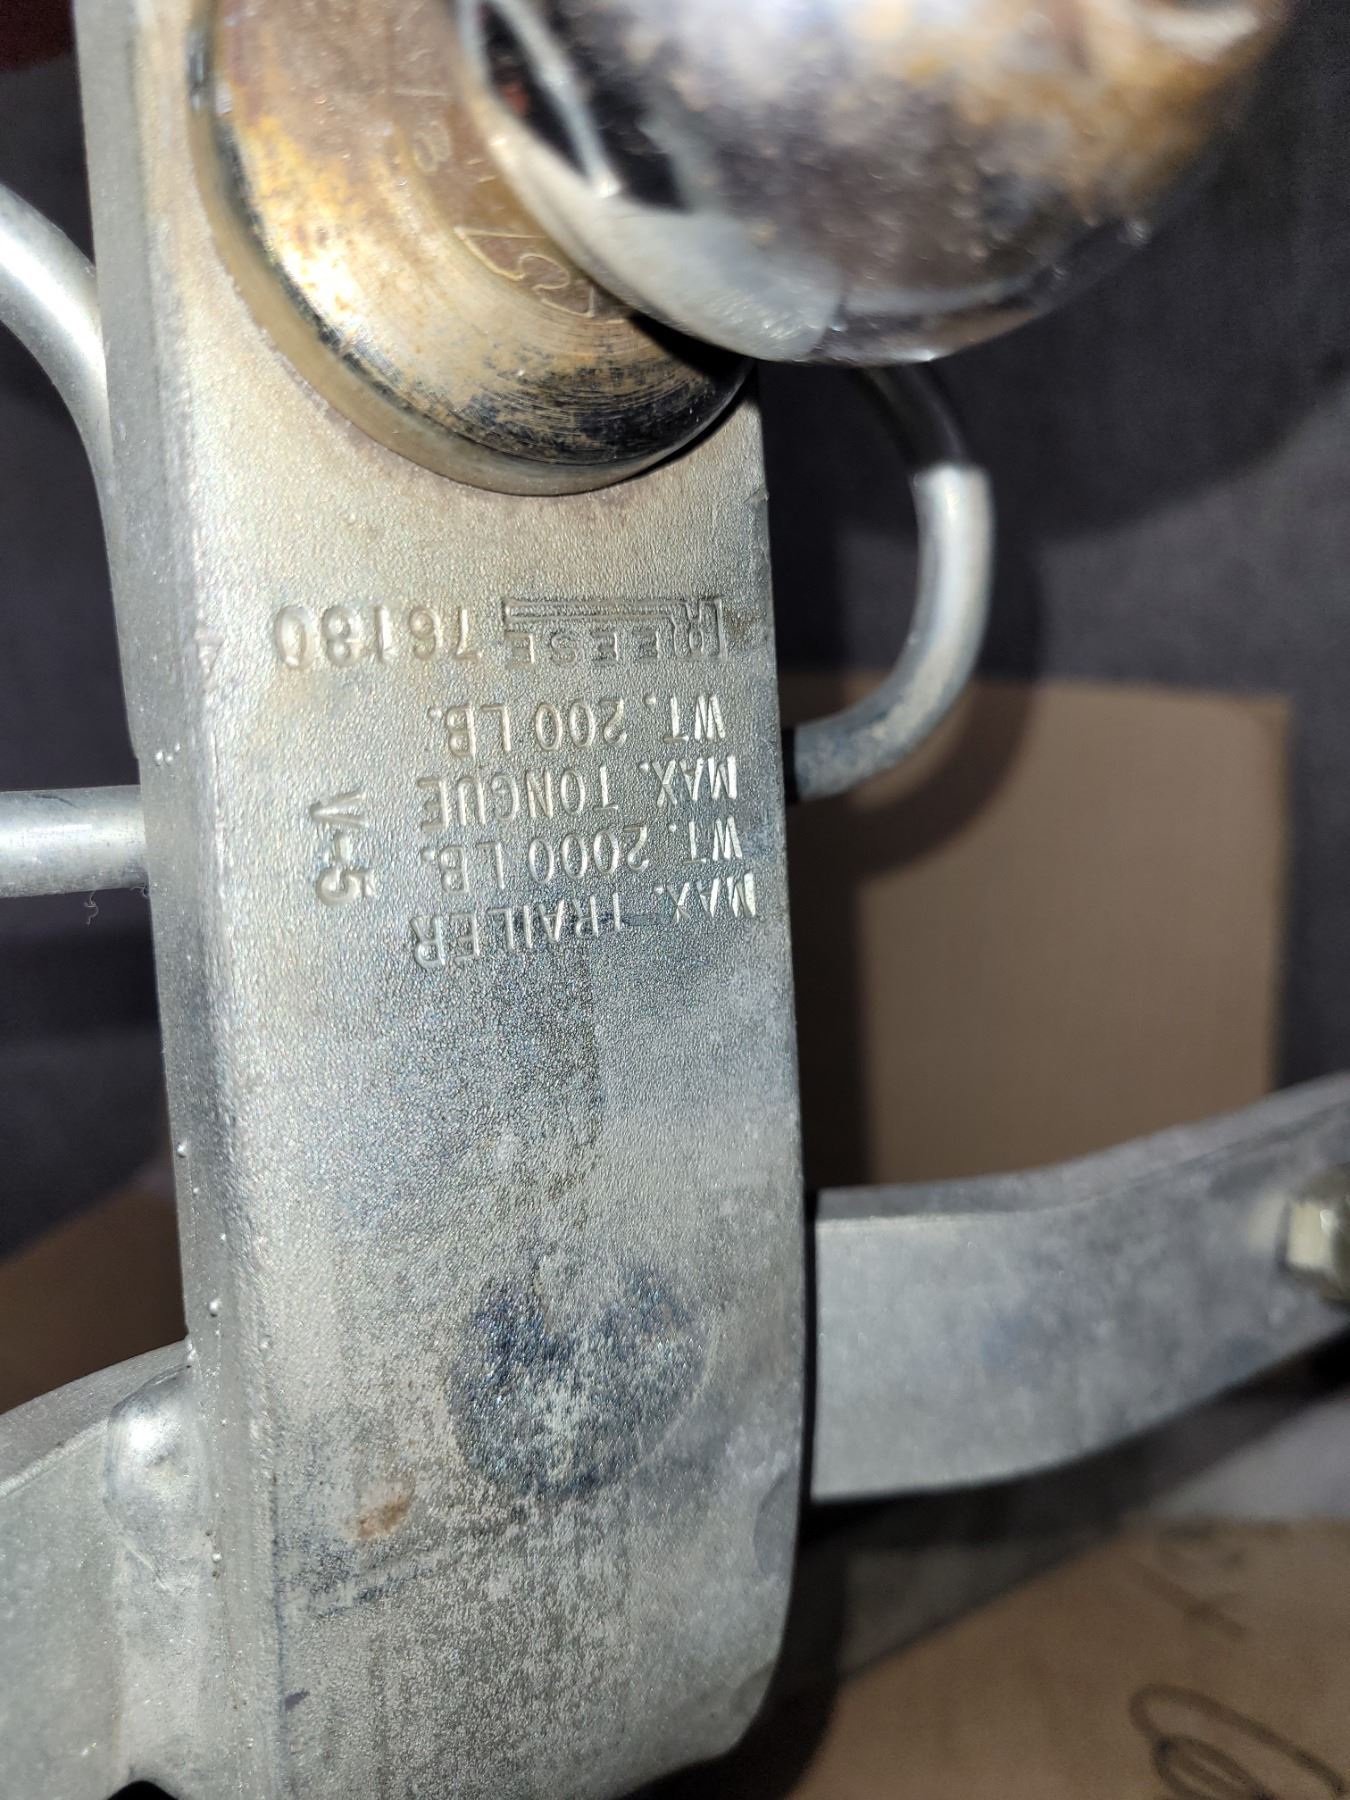 MAX. TRAILER
WT. 2000 LB.
MAX. TONGUE
WT. 200 LB.
REESE 76180
V-5